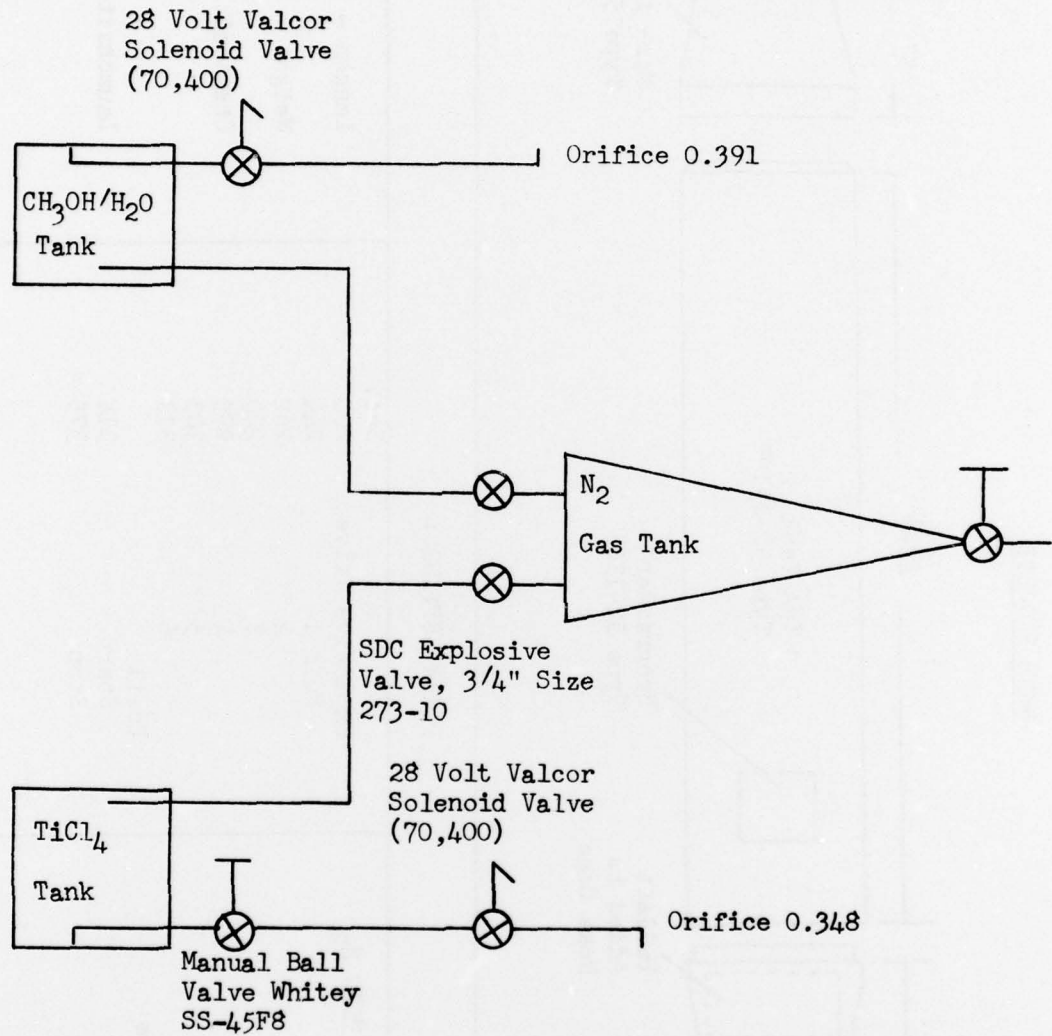 28 Volt Valcor
Solenoid Valve
(70,400)
Orifice 0.391
CH3OH/H2O
Tank
N2
Gas Tank
SDC Explosive
Valve, 3/4" Size
273-10
28 Volt Valcor
Solenoid Valve
(70,400)
TiCl4
Tank
Orifice 0.348
Manual Ball
Valve Whitey
SS-45F8